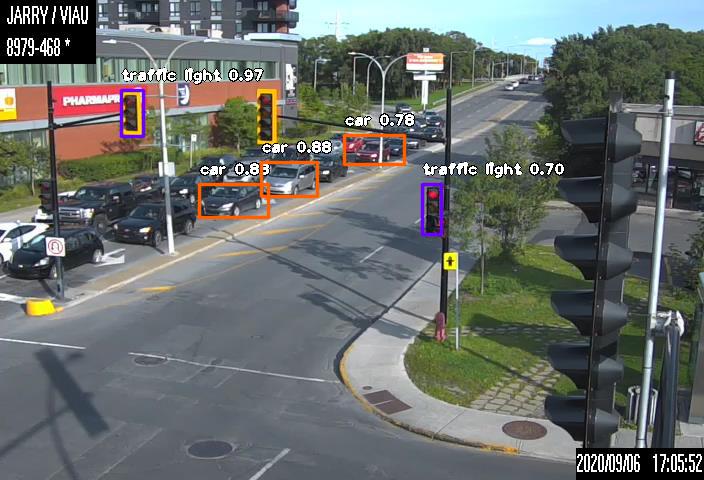 JARRY / VIAU
8979-468 *
traffic light 0.97
PHARMAPR
car 0.78
car 0.88
car 0.83
traffic light 0.70
2020/09/06 17:05:52